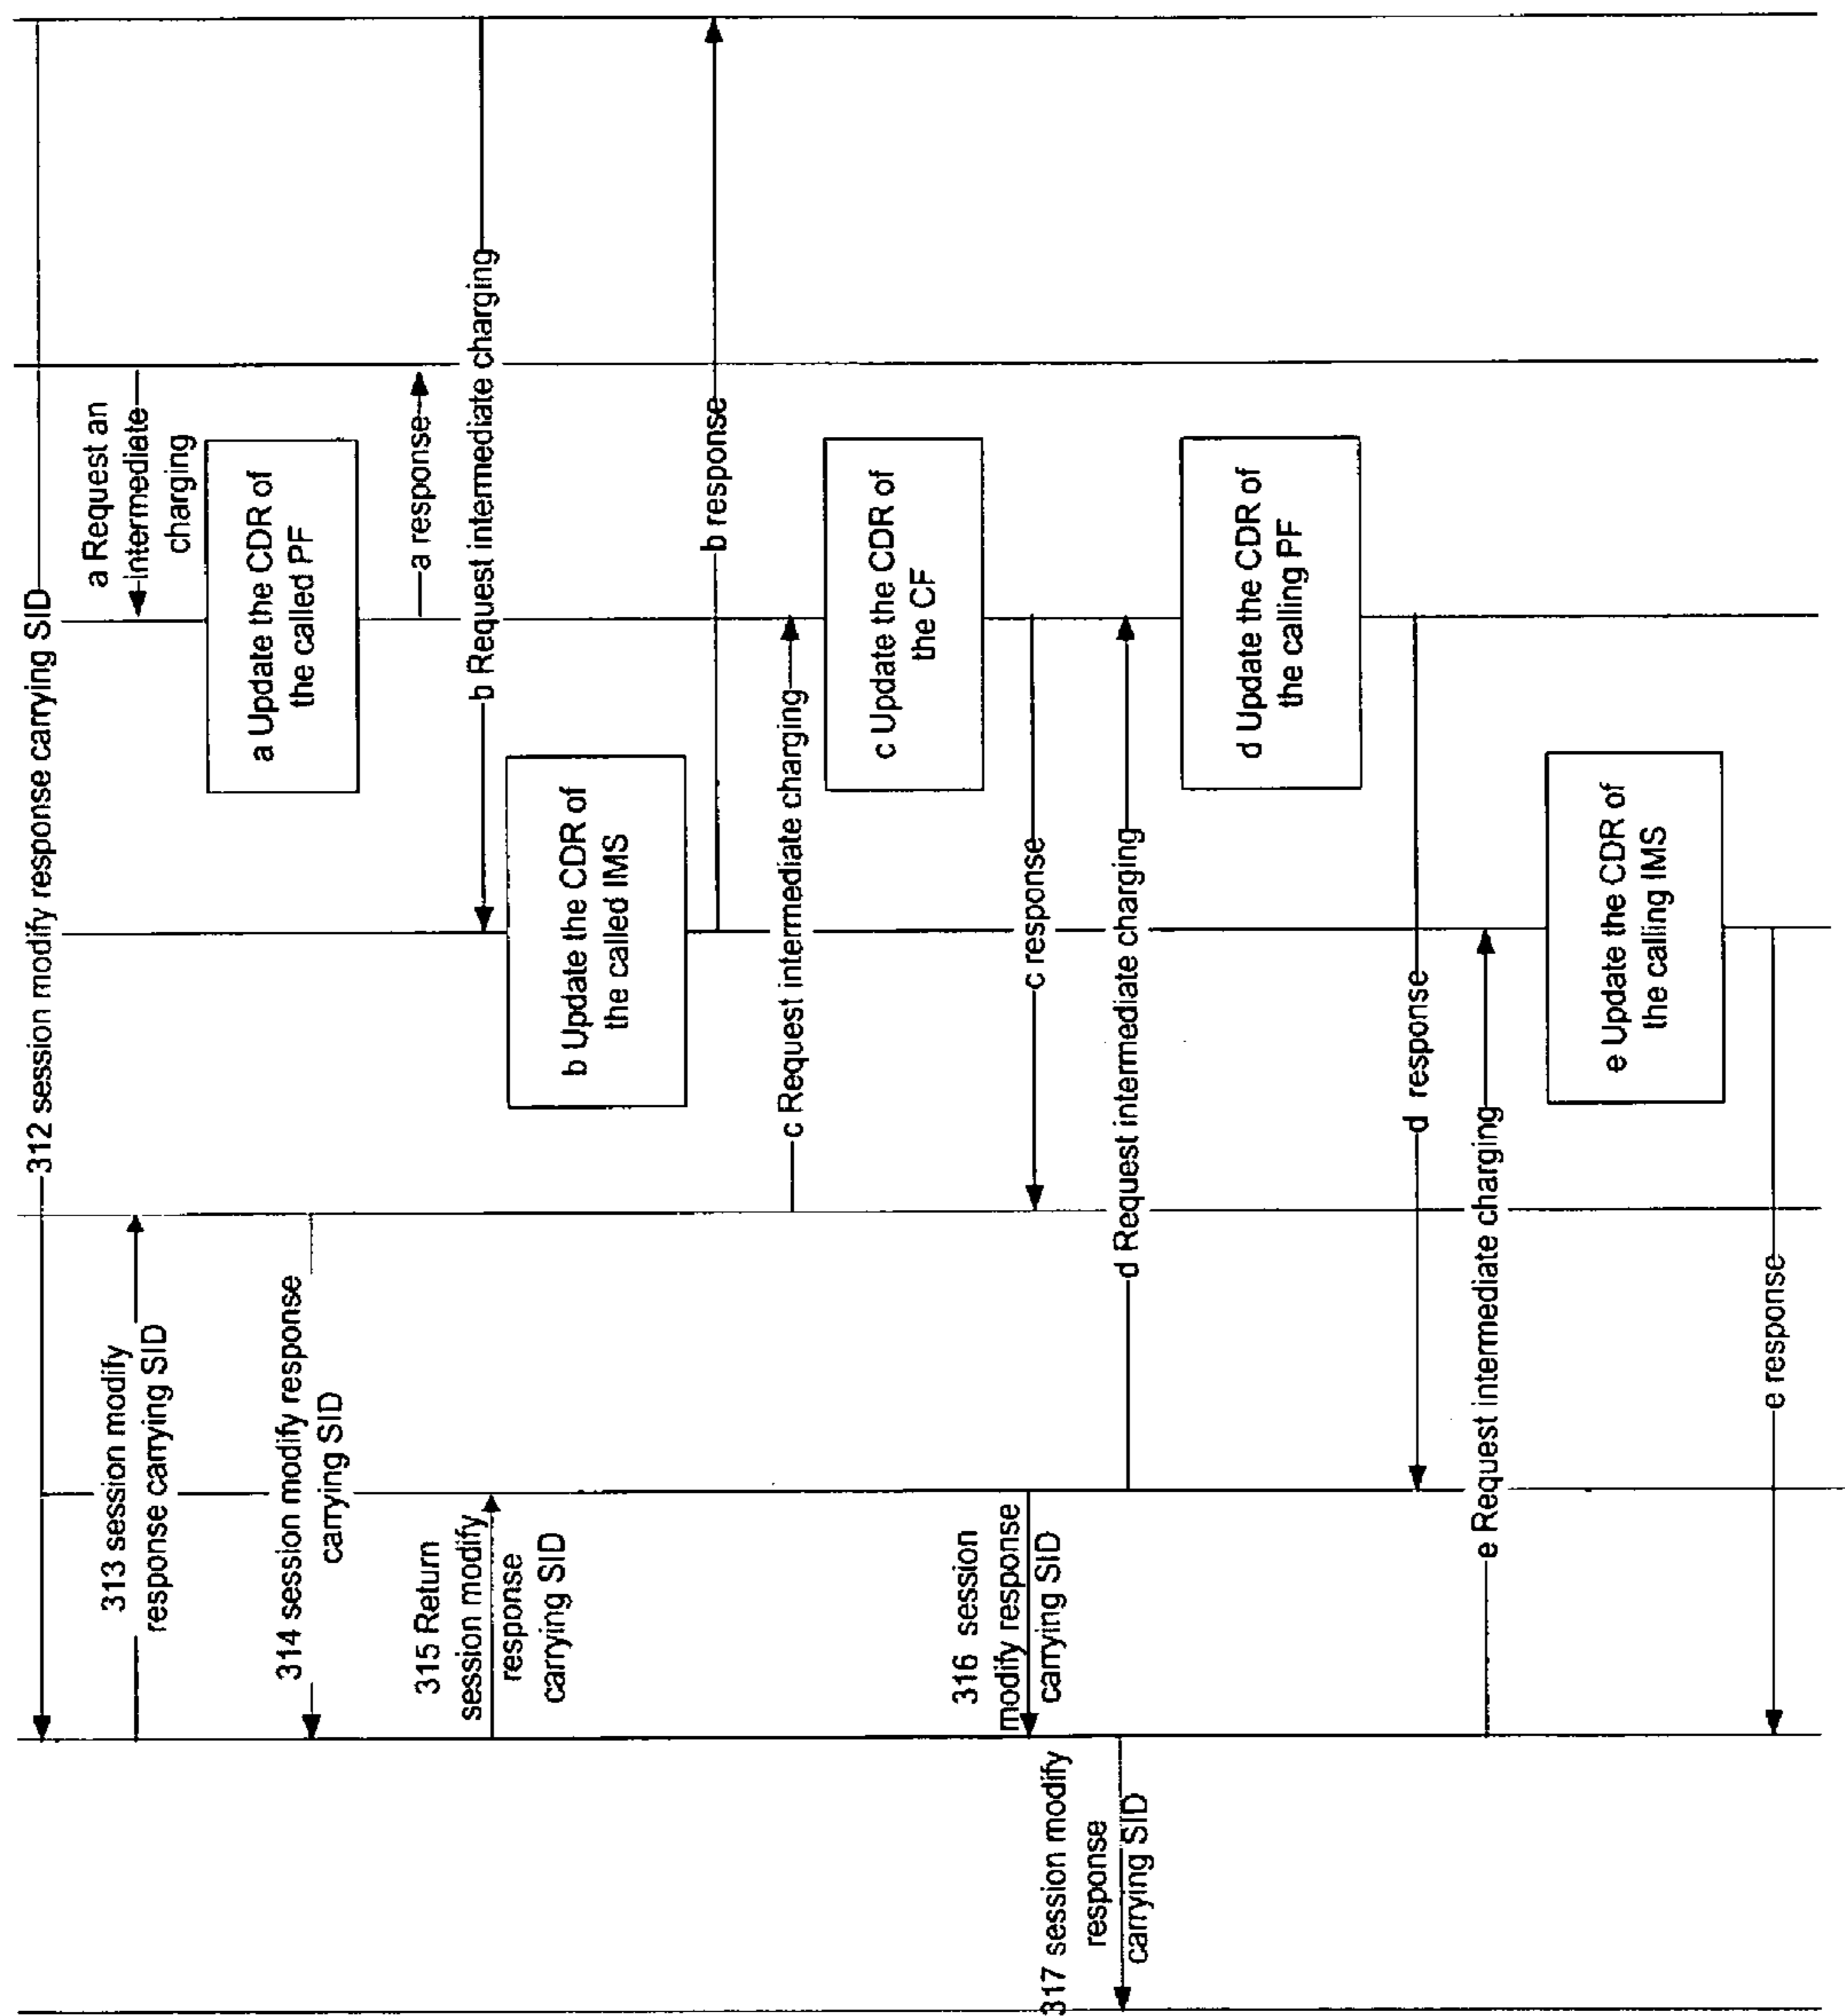 312 session modify response carrying SID
313 session modify
response carrying SID
a Request an
intermediate
charging
a Update the CDR of
the called PF
314 session modify response
carrying SID
a response
315 Return
session modify
response
carrying SID
b Request intermediate charging
b Update the CDR of
the called IMS
b response
c Request intermediate charging
c Update the CDR of
the CF
316 session
modify response
carrying SID
c response
317 session modify
response
carrying SID
d Request intermediate charging
d Update the CDR of
the calling PF
d response
e Request intermediate charging
e Update the CDR of
the calling IMS
e response